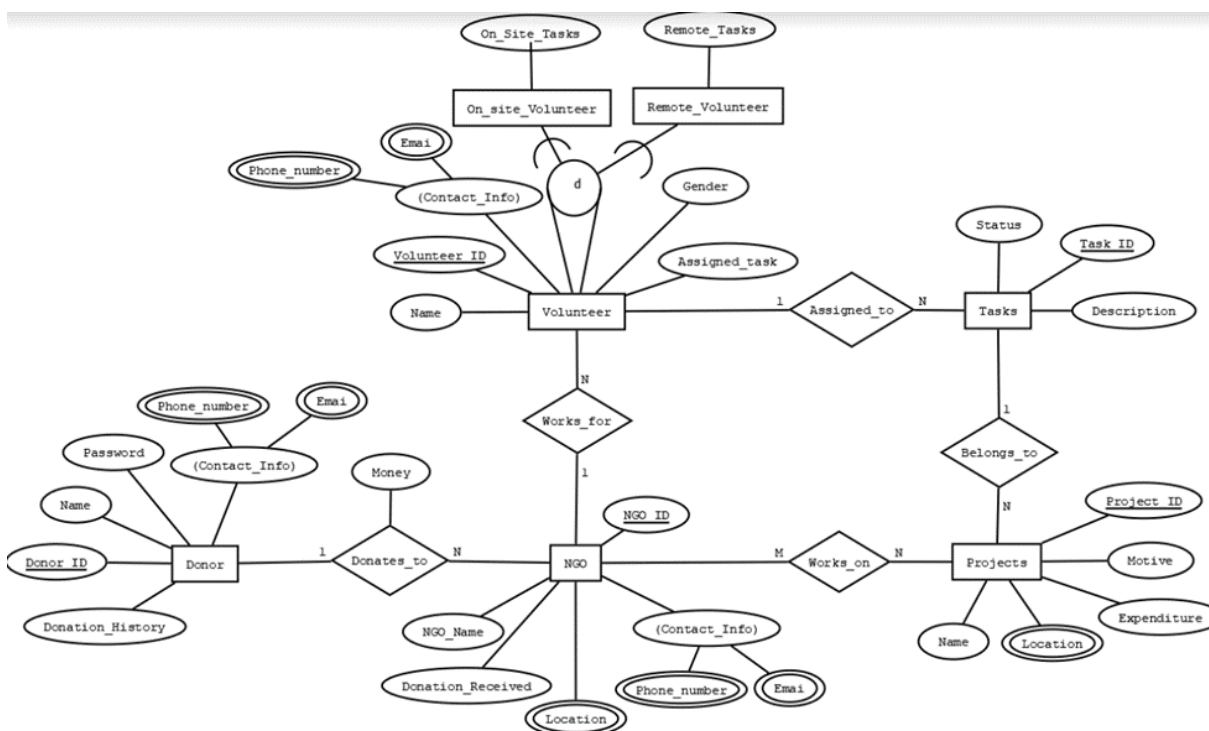 On_Site_Tasks
Remote_Tasks
On_site_Volunteer
Remote_Volunteer
Emai
Phone_number
(Contact_Info)
d
Gender
Volunteer_ID
Assigned_task
Status
Task_ID
Name
Volunteer
1
Assigned_to
N
Tasks
Description
N
Works_for
1
1
Belongs_to
N
Phone_number
Emai
Password
(Contact_Info)
Name
Money
NGO_ID
Project_ID
Donor_ID
Donor
1
Donates_to
N
NGO
M
Works_on
N
Projects
Motive
Donation_History
NGO_Name
(Contact_Info)
Expenditure
Name
Location
Donation_Received
Phone_number
Emai
Location